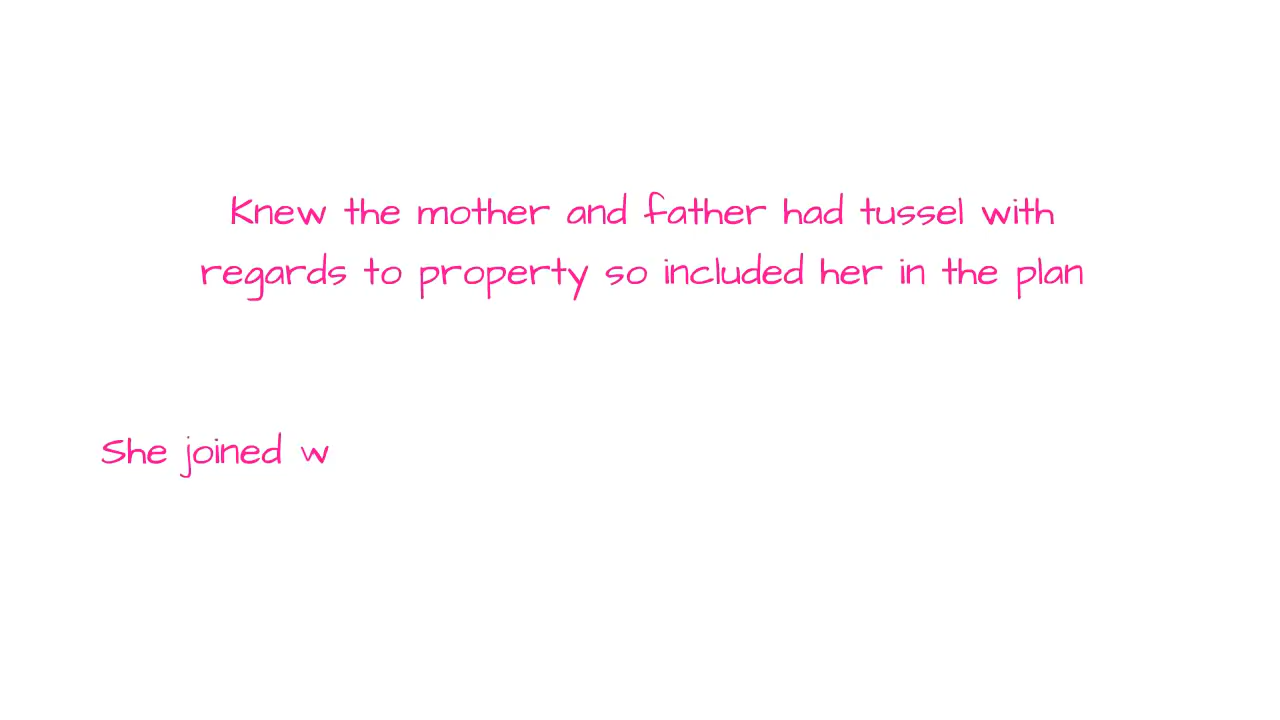 Knew the mother and father had tussel with
regards to property so included her in the plan
She joined w